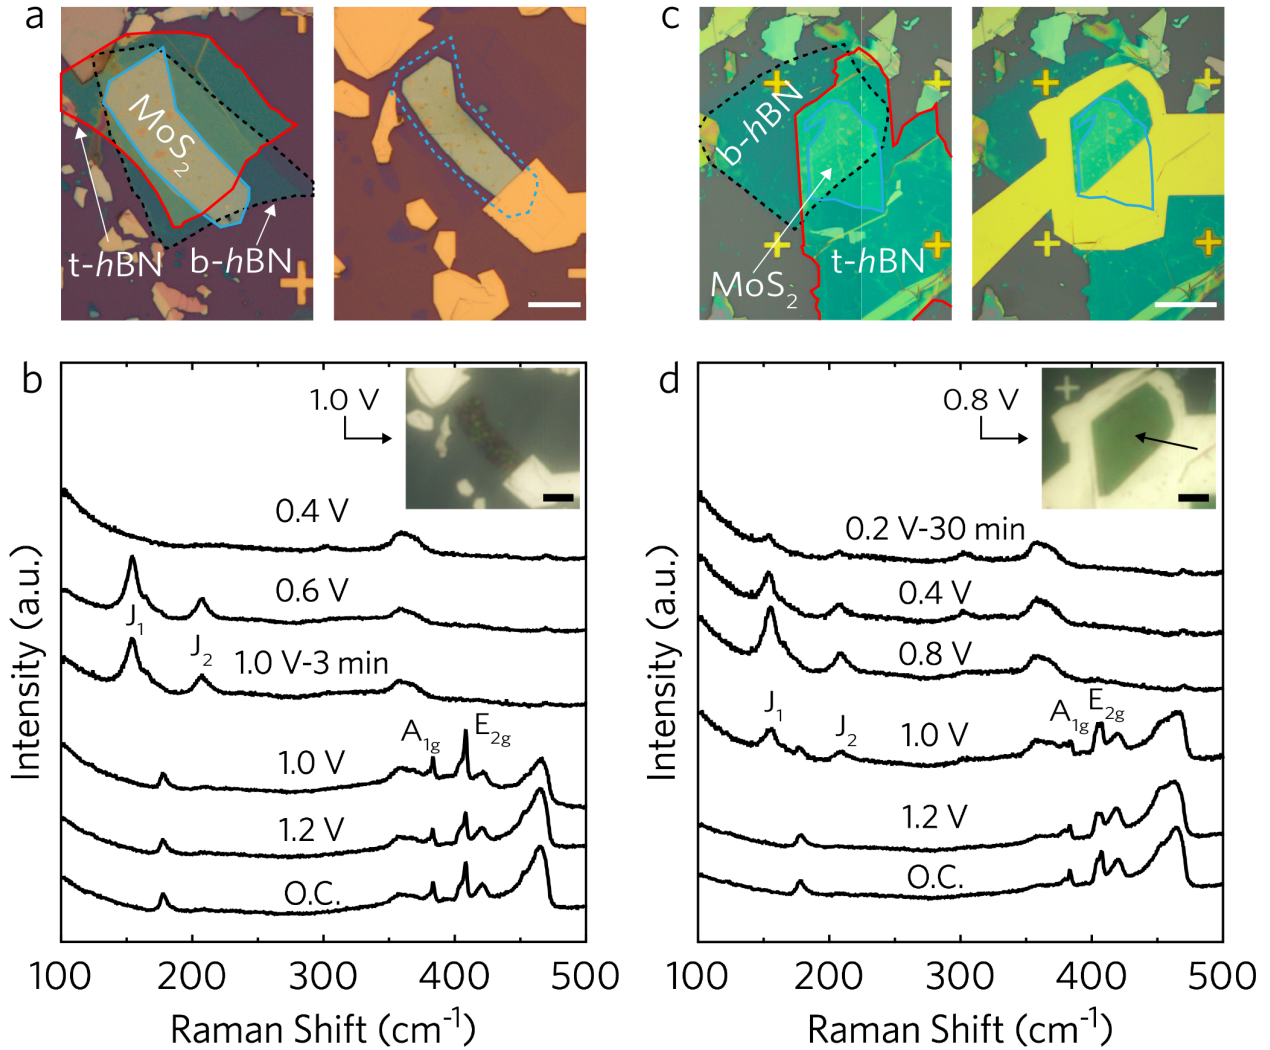 a
MoS2
t-hBN
b-hBN
c
b-hBN
MoS2
t-hBN
b
1.0 V
0.4 V
0.6 V
J1
J2
1.0 V-3 min
A1g
E2g
1.0 V
1.2 V
O.C.
100
200
300
400
500
Raman Shift (cm-1)
Intensity (a.u.)
d
0.8 V
0.2 V-30 min
0.4 V
0.8 V
J1
J2
1.0 V
A1g
E2g
1.2 V
O.C.
100
200
300
400
500
Raman Shift (cm-1)
Intensity (a.u.)